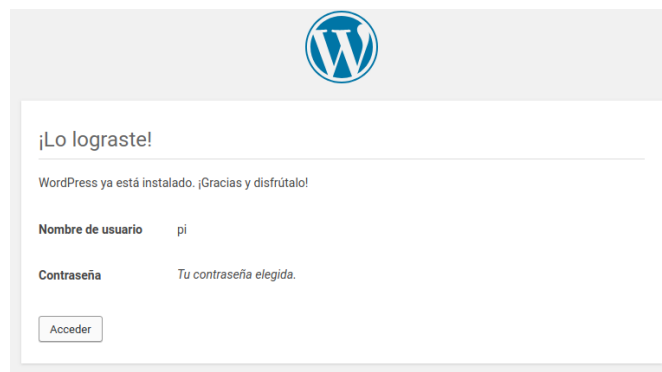 ¡Lo lograste!
WordPress ya está instalado. ¡Gracias y disfrútalo!
Nombre de usuario pi
Contraseña Tu contraseña elegida.
Acceder